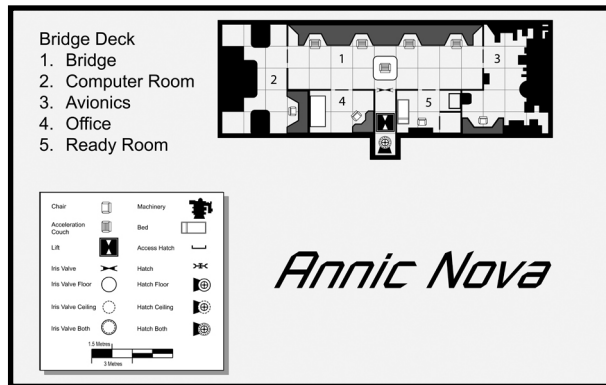 Bridge Deck
1. Bridge
2. Computer Room
3. Avionics
4. Office
5. Ready Room
1
2
3
4
5
Chair
Machinery
Acceleration
Couch
Bed
Lift
Access Hatch
Iris Valve
Hatch
Iris Valve Floor
Hatch Floor
Iris Valve Ceiling
Hatch Ceiling
Iris Valve Both
Hatch Both
1.5 Metres
3 Metres
Annic Nova